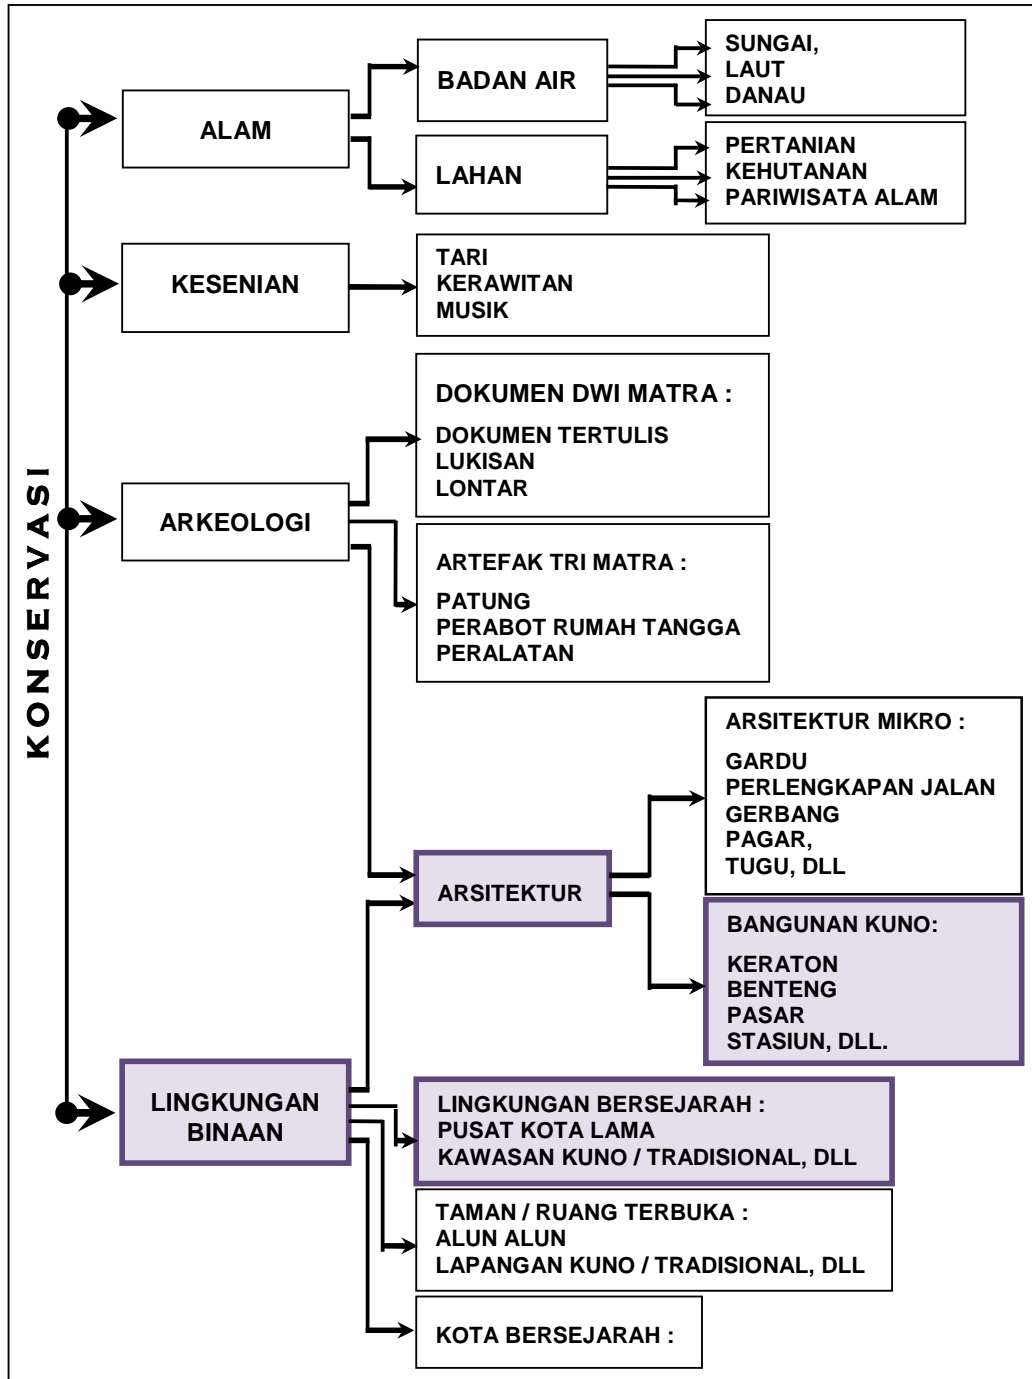 KONSERVASI
ALAM
BADAN AIR
SUNGAI,
LAUT
DANAU
LAHAN
PERTANIAN
KEHUTANAN
PARIWISATA ALAM
KESENIAN
TARI
KERAWITAN
MUSIK
ARKEOLOGI
DOKUMEN DWI MATRA :
DOKUMEN TERTULIS
LUKISAN
LONTAR
ARTEFAK TRI MATRA :
PATUNG
PERABOT RUMAH TANGGA
PERALATAN
ARSITEKTUR
ARSITEKTUR MIKRO :
GARDU
PERLENGKAPAN JALAN
GERBANG
PAGAR,
TUGU, DLL
BANGUNAN KUNO:
KERATON
BENTENG
PASAR
STASIUN, DLL.
LINGKUNGAN
BINAAN
LINGKUNGAN BERSEJARAH :
PUSAT KOTA LAMA
KAWASAN KUNO / TRADISIONAL, DLL
TAMAN / RUANG TERBUKA :
ALUN ALUN
LAPANGAN KUNO / TRADISIONAL, DLL
KOTA BERSEJARAH :